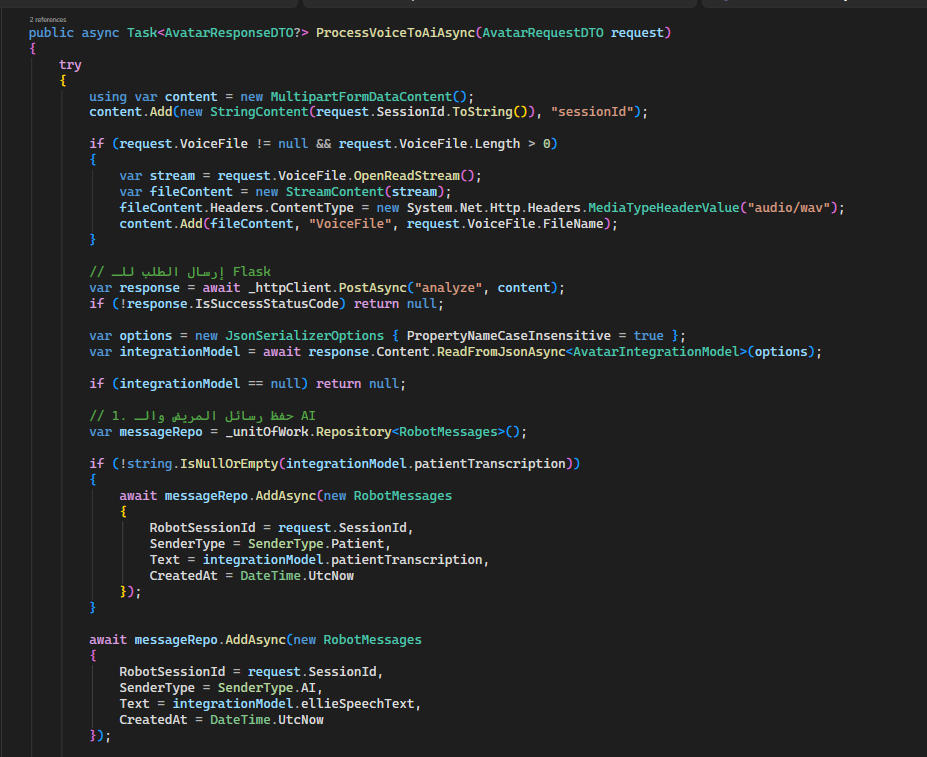 2 references
public async Task<AvatarResponseDTO?> ProcessVoiceToAiAsync(AvatarRequestDTO request)
{
try
{
using var content = new MultipartFormDataContent();
content.Add(new StringContent(request.SessionId.ToString()), "sessionId");
if (request.VoiceFile != null && request.VoiceFile.Length > 0)
{
var stream = request.VoiceFile.OpenReadStream();
var fileContent = new StreamContent(stream);
fileContent.Headers.ContentType = new System.Net.Http.Headers.MediaTypeHeaderValue("audio/wav");
content.Add(fileContent, "VoiceFile", request.VoiceFile.FileName);
}
// إرسال الطلب للـ Flask
var response = await _httpClient.PostAsync("analyze", content);
if (!response.IsSuccessStatusCode) return null;
var options = new JsonSerializerOptions { PropertyNameCaseInsensitive = true };
var integrationModel = await response.Content.ReadFromJsonAsync<AvatarIntegrationModel>(options);
if (integrationModel == null) return null;
// 1. حفظ رسائل المريض والـ AI
var messageRepo = _unitOfWork.Repository<RobotMessages>();
if (!string.IsNullOrEmpty(integrationModel.patientTranscription))
{
await messageRepo.AddAsync(new RobotMessages
{
RobotSessionId = request.SessionId,
SenderType = SenderType.Patient,
Text = integrationModel.patientTranscription,
CreatedAt = DateTime.UtcNow
});
}
await messageRepo.AddAsync(new RobotMessages
{
RobotSessionId = request.SessionId,
SenderType = SenderType.AI,
Text = integrationModel.ellieSpeechText,
CreatedAt = DateTime.UtcNow
});